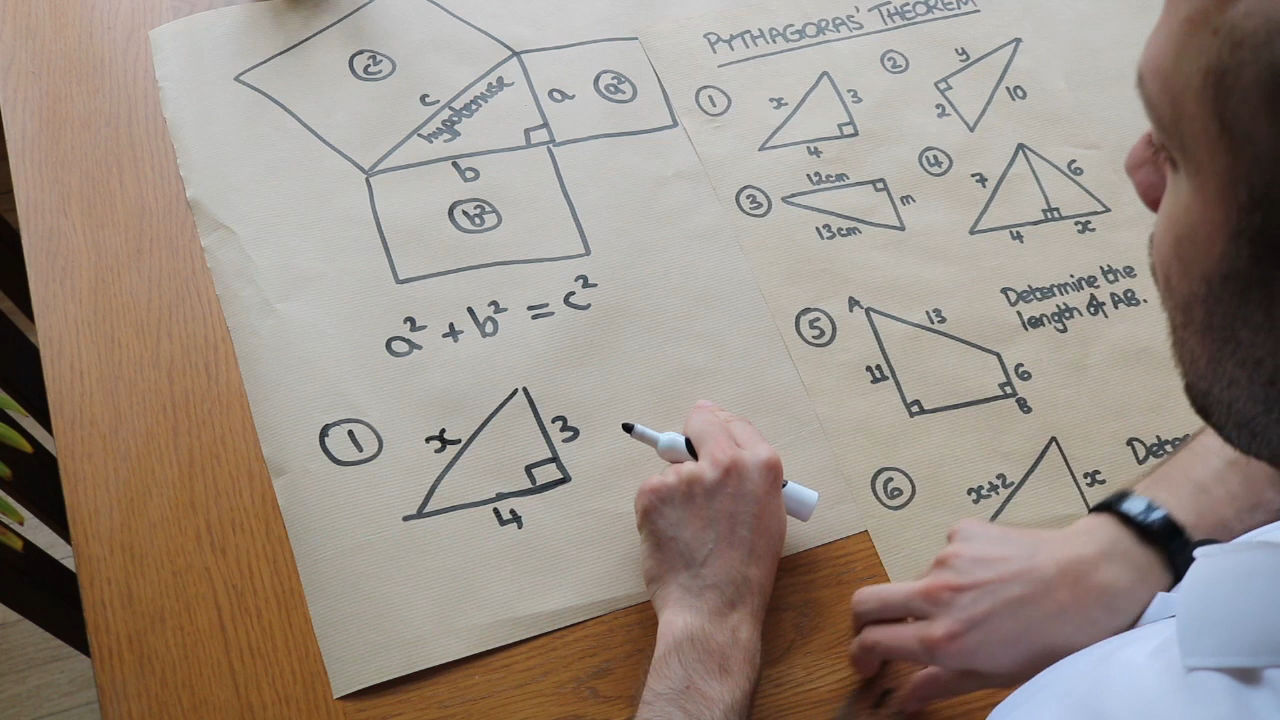 c²
c
hypotenuse
a
a²
b
b²
a² + b² = c²
1
x
3
4
PYTHAGORAS' THEOREM
1
x
3
4
2
y
2
10
3
12cm
m
13cm
4
7
6
4
x
5
A
13
11
6
B
Determine the
length of AB.
6
x+2
x